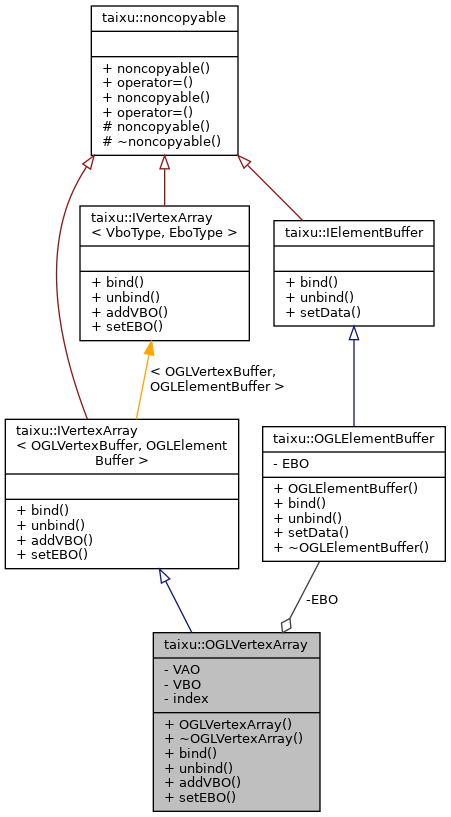 taixu::noncopyable
+ noncopyable()
+ operator=()
+ noncopyable()
+ operator=()
# noncopyable()
# ~noncopyable()
taixu::IVertexArray
< VboType, EboType >
+ bind()
+ unbind()
+ addVBO()
+ setEBO()
taixu::IElementBuffer
+ bind()
+ unbind()
+ setData()
< OGLVertexBuffer,
OGLElementBuffer >
taixu::IVertexArray
< OGLVertexBuffer, OGLElement
Buffer >
+ bind()
+ unbind()
+ addVBO()
+ setEBO()
taixu::OGLElementBuffer
- EBO
+ OGLElementBuffer()
+ bind()
+ unbind()
+ setData()
+ ~OGLElementBuffer()
-EBO
taixu::OGLVertexArray
- VAO
- VBO
- index
+ OGLVertexArray()
+ ~OGLVertexArray()
+ bind()
+ unbind()
+ addVBO()
+ setEBO()